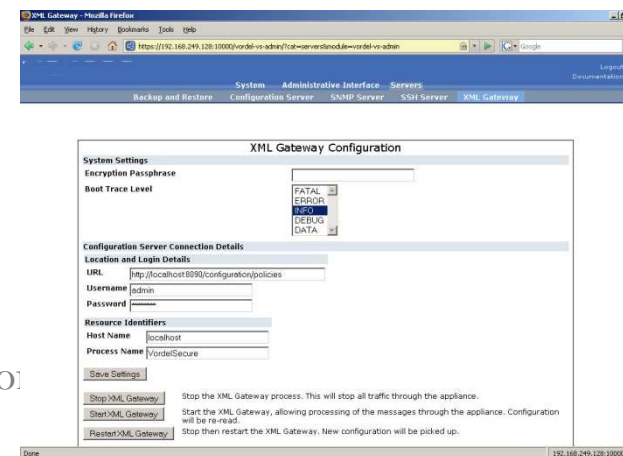 XML Gateway - Mozilla Firefox
File Edit View History Bookmarks Tools Help
https://192.168.249.128:10000/vordel-vs-admin/?cat=servers&module=vordel-vs-admin
Google
Logout
Documentation
System Administrative Interface Servers
Backup and Restore Configuration Server SNMP Server SSH Server XML Gateway
XML Gateway Configuration
System Settings
Encryption Passphrase
Boot Trace Level
FATAL
ERROR
INFO
DEBUG
DATA
Configuration Server Connection Details
Location and Login Details
URL http://localhost:8090/configuration/policies
Username admin
Password
Resource Identifiers
Host Name localhost
Process Name VordelSecure
Save Settings
Stop XML Gateway Stop the XML Gateway process. This will stop all traffic through the appliance.
Start XML Gateway Start the XML Gateway, allowing processing of the messages through the appliance. Configuration
will be re-read.
Restart XML Gateway Stop then restart the XML Gateway. New configuration will be picked up.
Done 192.168.249.128:10000